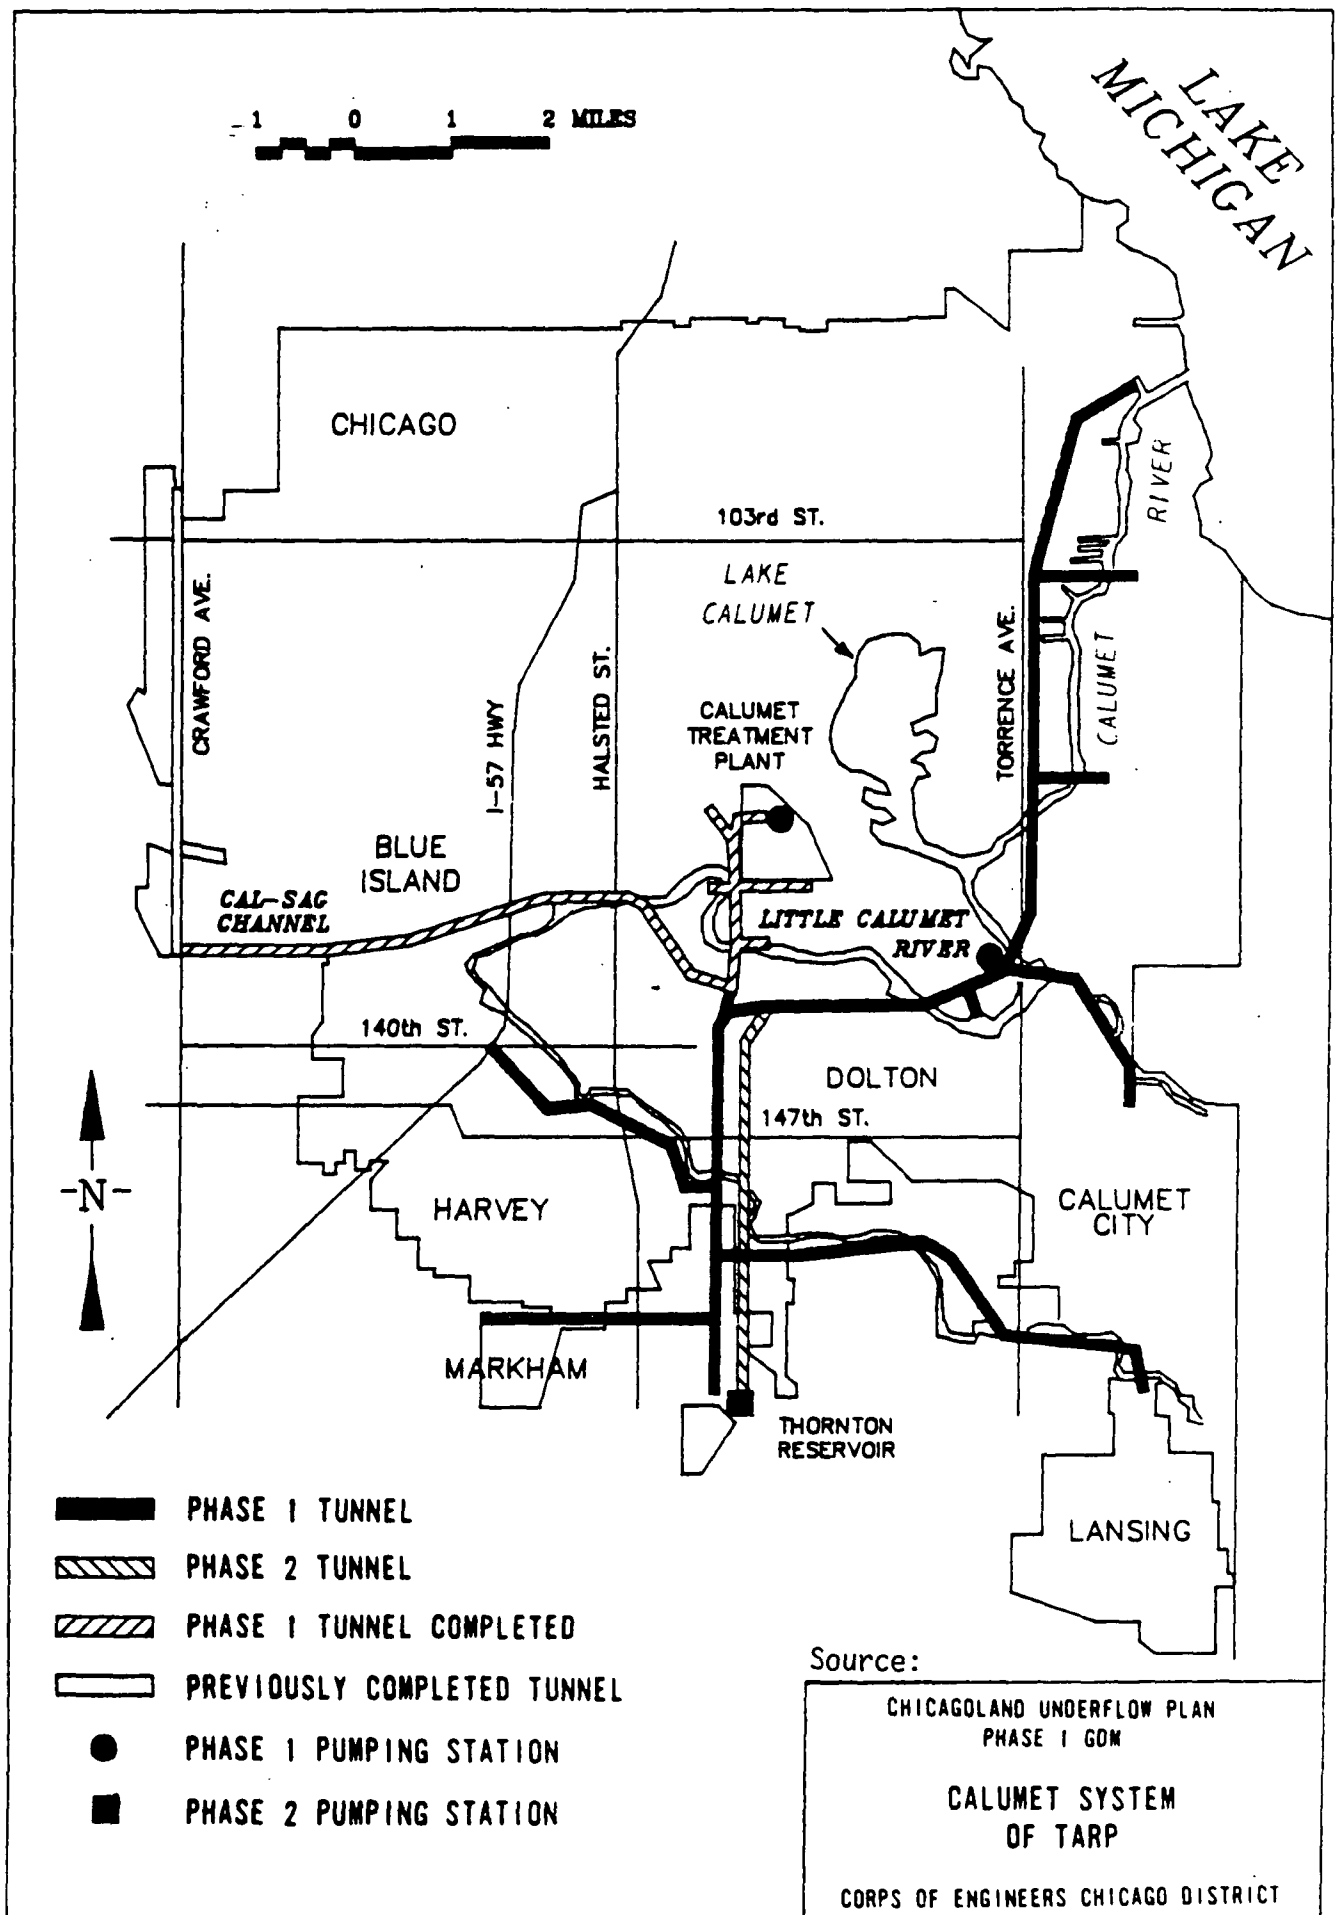 LAKE
MICHIGAN
1 0 1 2 MILES
CHICAGO
RIVER
103rd ST.
LAKE
CALUMET
CRAWFORD AVE.
HALSTED ST.
TORRENCE AVE.
CALUMET
I-57 HWY
CALUMET
TREATMENT
PLANT
BLUE
ISLAND
CAL-SAG
CHANNEL
LITTLE CALUMET
RIVER
140th ST.
DOLTON
147th ST.
-N-
HARVEY
CALUMET
CITY
MARKHAM
THORNTON
RESERVOIR
LANSING
PHASE 1 TUNNEL
PHASE 2 TUNNEL
PHASE 1 TUNNEL COMPLETED
PREVIOUSLY COMPLETED TUNNEL
PHASE 1 PUMPING STATION
PHASE 2 PUMPING STATION
Source:
CHICAGOLAND UNDERFLOW PLAN
PHASE 1 GDM
CALUMET SYSTEM
OF TARP
CORPS OF ENGINEERS CHICAGO DISTRICT